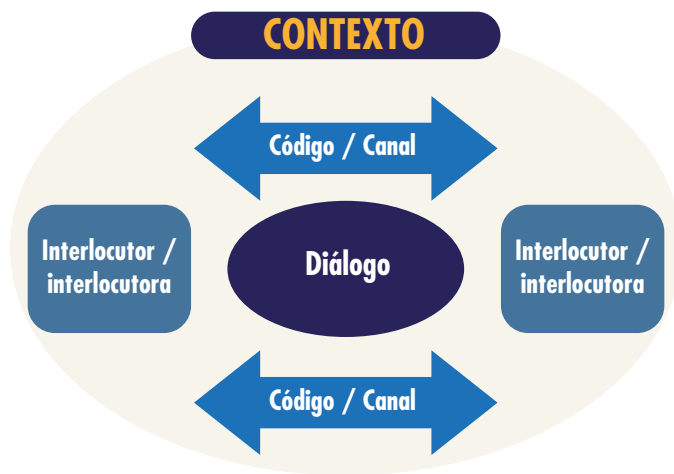 CONTEXTO
Código / Canal
Interlocutor /
interlocutora
Diálogo
Interlocutor /
interlocutora
Código / Canal